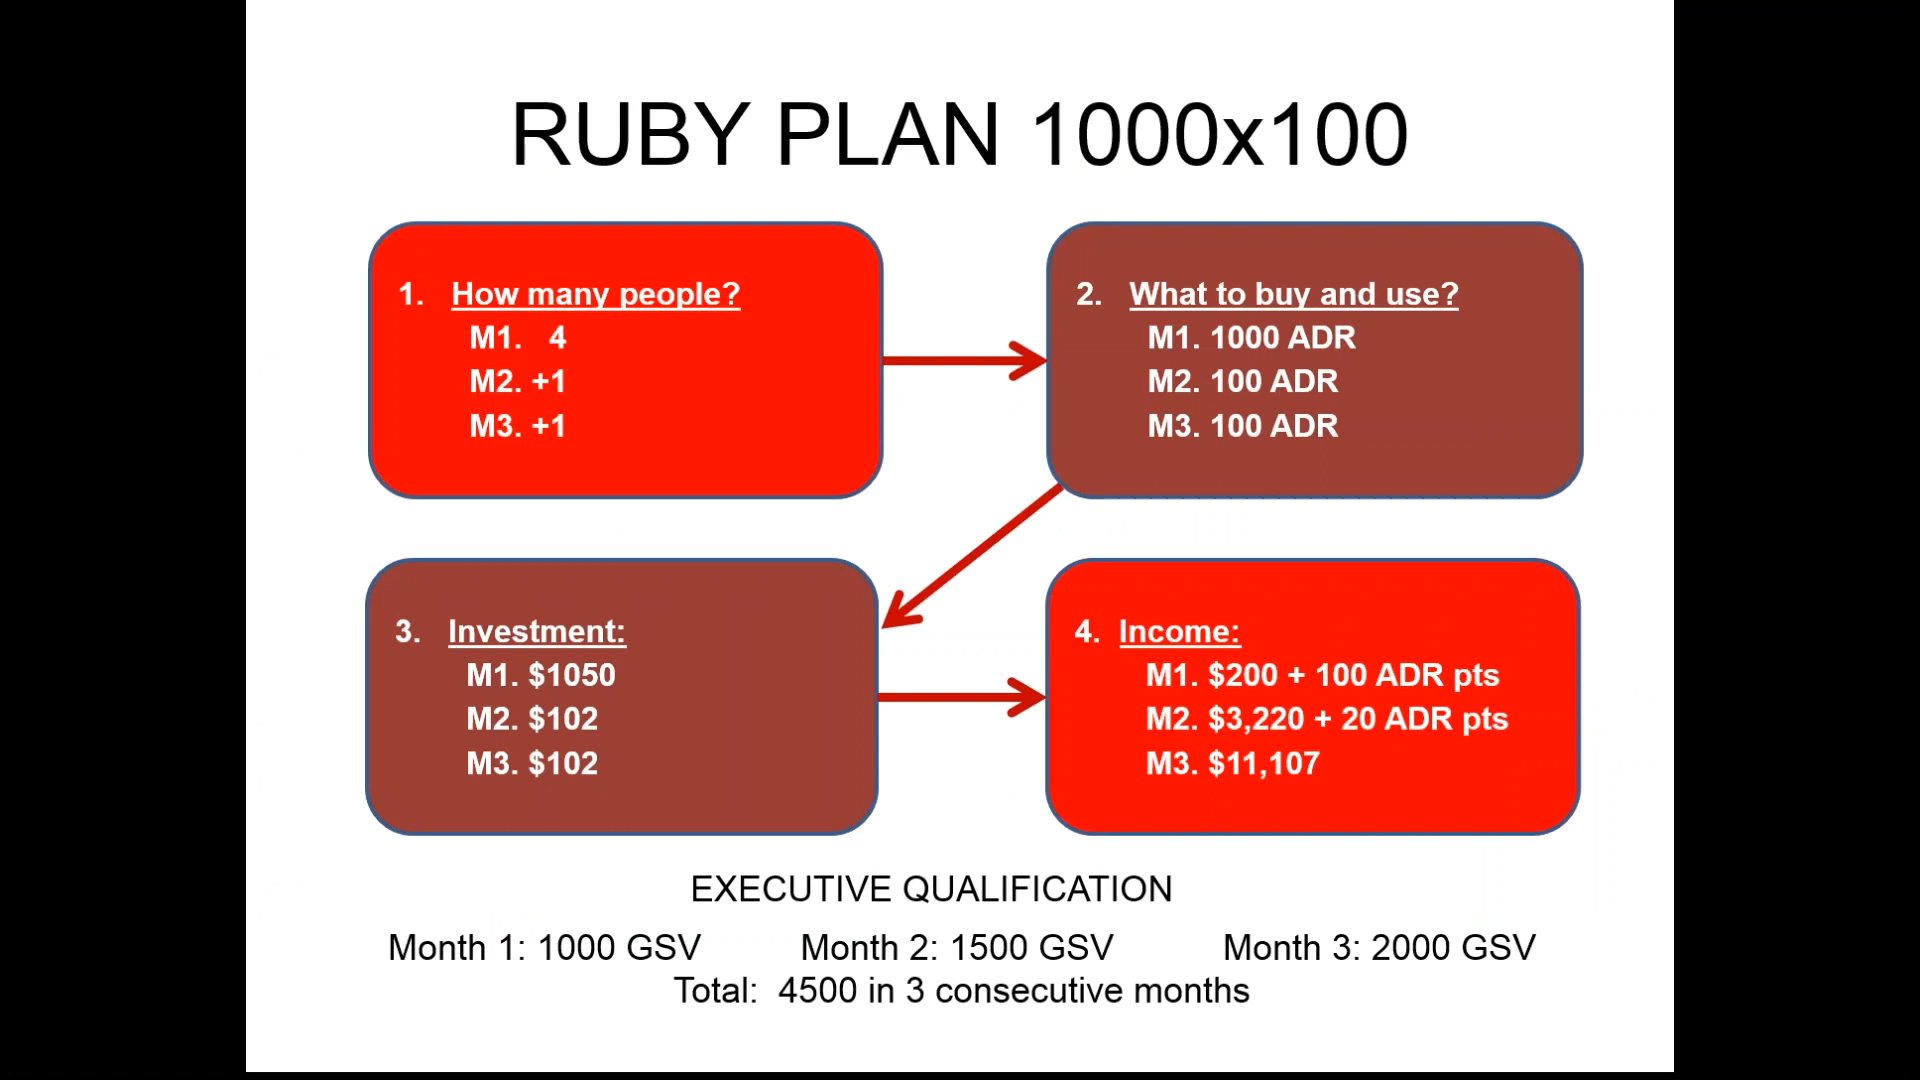 RUBY PLAN 1000x100
1. How many people?
M1. 4
M2. +1
M3. +1
2. What to buy and use?
M1. 1000 ADR
M2. 100 ADR
M3. 100 ADR
3. Investment:
M1. $1050
M2. $102
M3. $102
4. Income:
M1. $200 + 100 ADR pts
M2. $3,220 + 20 ADR pts
M3. $11,107
EXECUTIVE QUALIFICATION
Month 1: 1000 GSV Month 2: 1500 GSV Month 3: 2000 GSV
Total: 4500 in 3 consecutive months